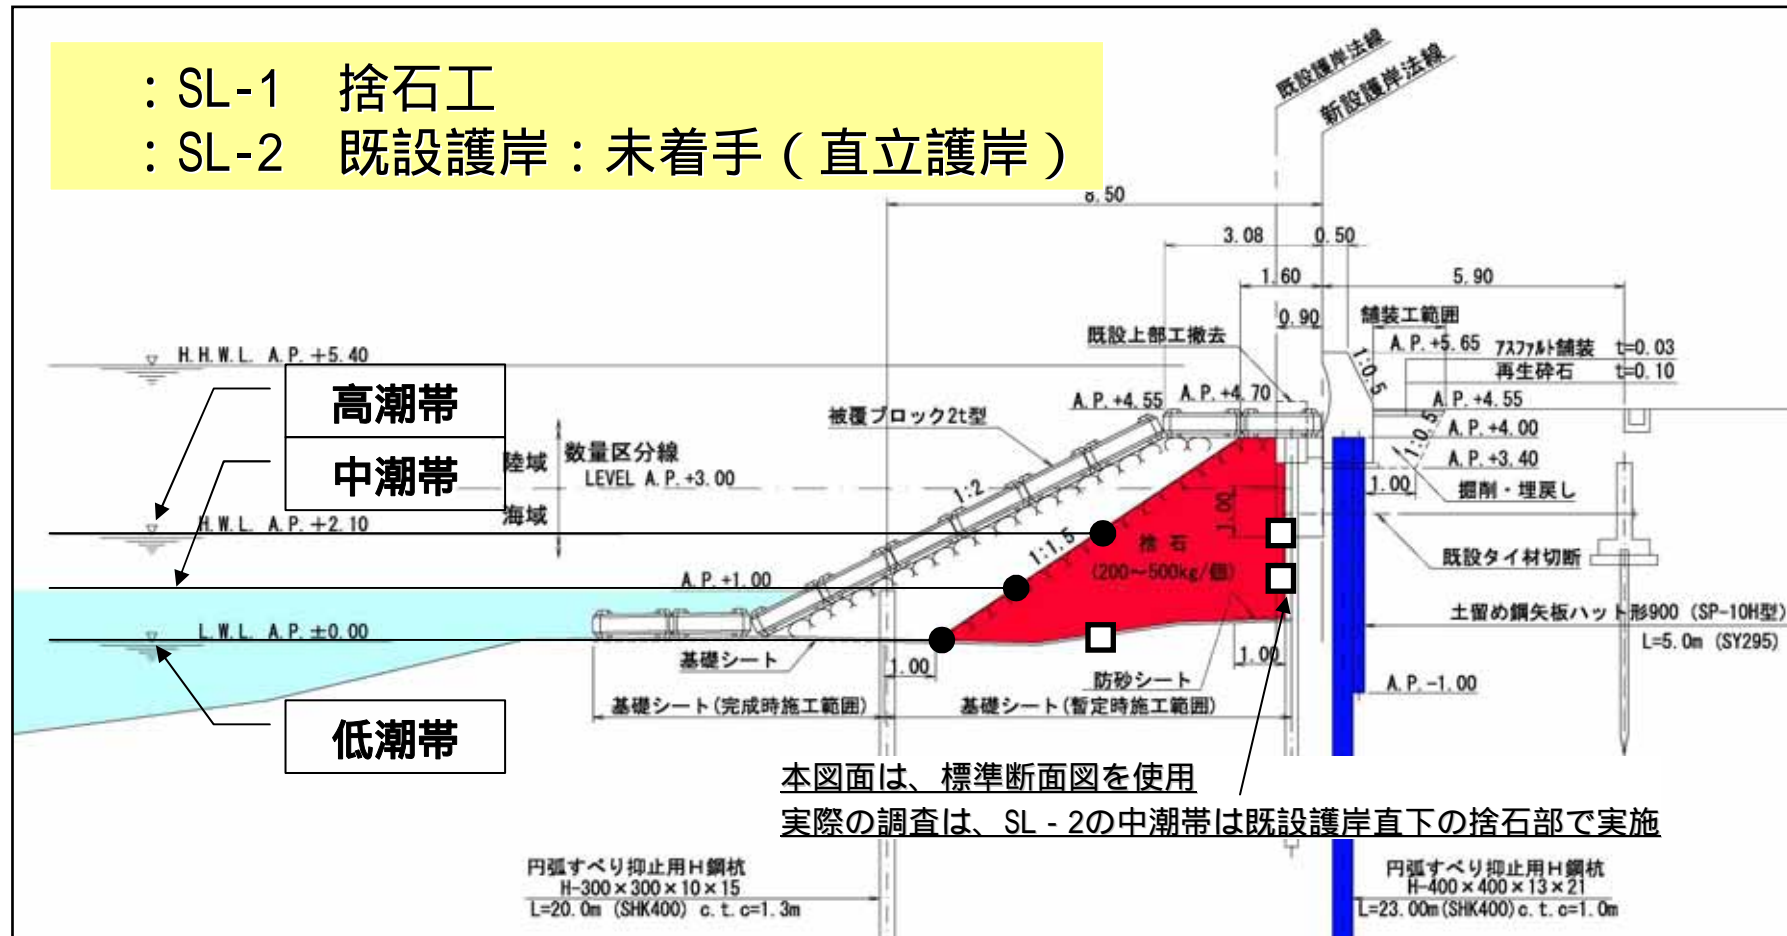 ：SL-1　捨石工
：SL-2　既設護岸：未着手（直立護岸）
既設護岸法線
新設護岸法線
8.50
3.08
0.50
1.60
5.90
0.90
舗装工範囲
既設上部工撤去
A.P.+5.65
1:0.5
アスファルト舗装 t=0.03
再生砕石 t=0.10
H.H.W.L. A.P.+5.40
高潮帯
A.P.+4.55
A.P.+4.70
A.P.+4.55
被覆ブロック2t型
A.P.+4.00
1:0.5
中潮帯
陸域
数量区分線
LEVEL A.P.+3.00
海域
A.P.+3.40
1.00
掘削・埋戻し
1:2
1.00
H.W.L. A.P.+2.10
1:1.5
捨石
(200～500kg/個)
既設タイ材切断
A.P.+1.00
土留め鋼矢板ハット形900 (SP-10H型)
L=5.0m (SY295)
L.W.L. A.P.±0.00
基礎シート
1.00
1.00
防砂シート
A.P.-1.00
基礎シート(完成時施工範囲)
基礎シート(暫定時施工範囲)
低潮帯
本図面は、標準断面図を使用
実際の調査は、SL‐2の中潮帯は既設護岸直下の捨石部で実施
円弧すべり抑止用H鋼杭
H-300×300×10×15
L=20.0m (SHK400) c.t.c=1.3m
円弧すべり抑止用H鋼杭
H-400×400×13×21
L=23.00m(SHK400)c.t.c=1.0m